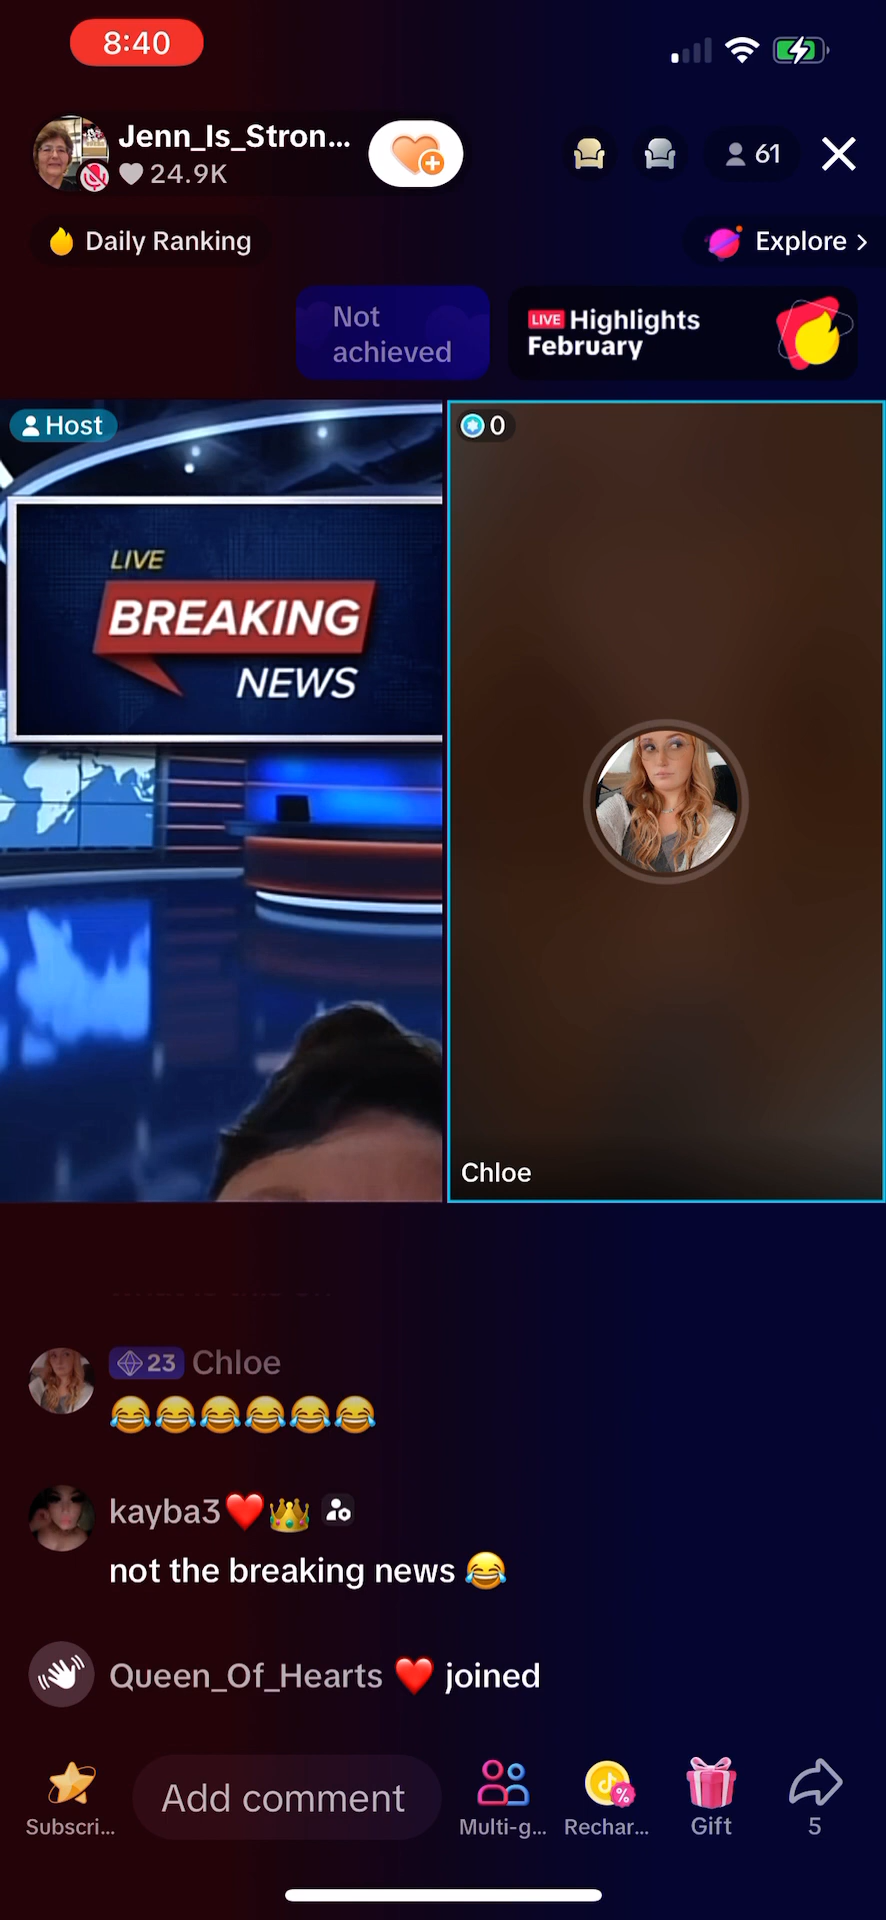 8:40
Jenn_Is_Stron...
24.9K
61
Daily Ranking
Explore >
Not
achieved
LIVE Highlights
February
Host
0
LIVE
BREAKING
NEWS
Chloe
23 Chloe
😂😂😂😂😂😂
kayba3❤️👑
not the breaking news 😂
Queen_Of_Hearts ❤️ joined
Subscri...
Add comment
Multi-g...
Rechar...
Gift
5